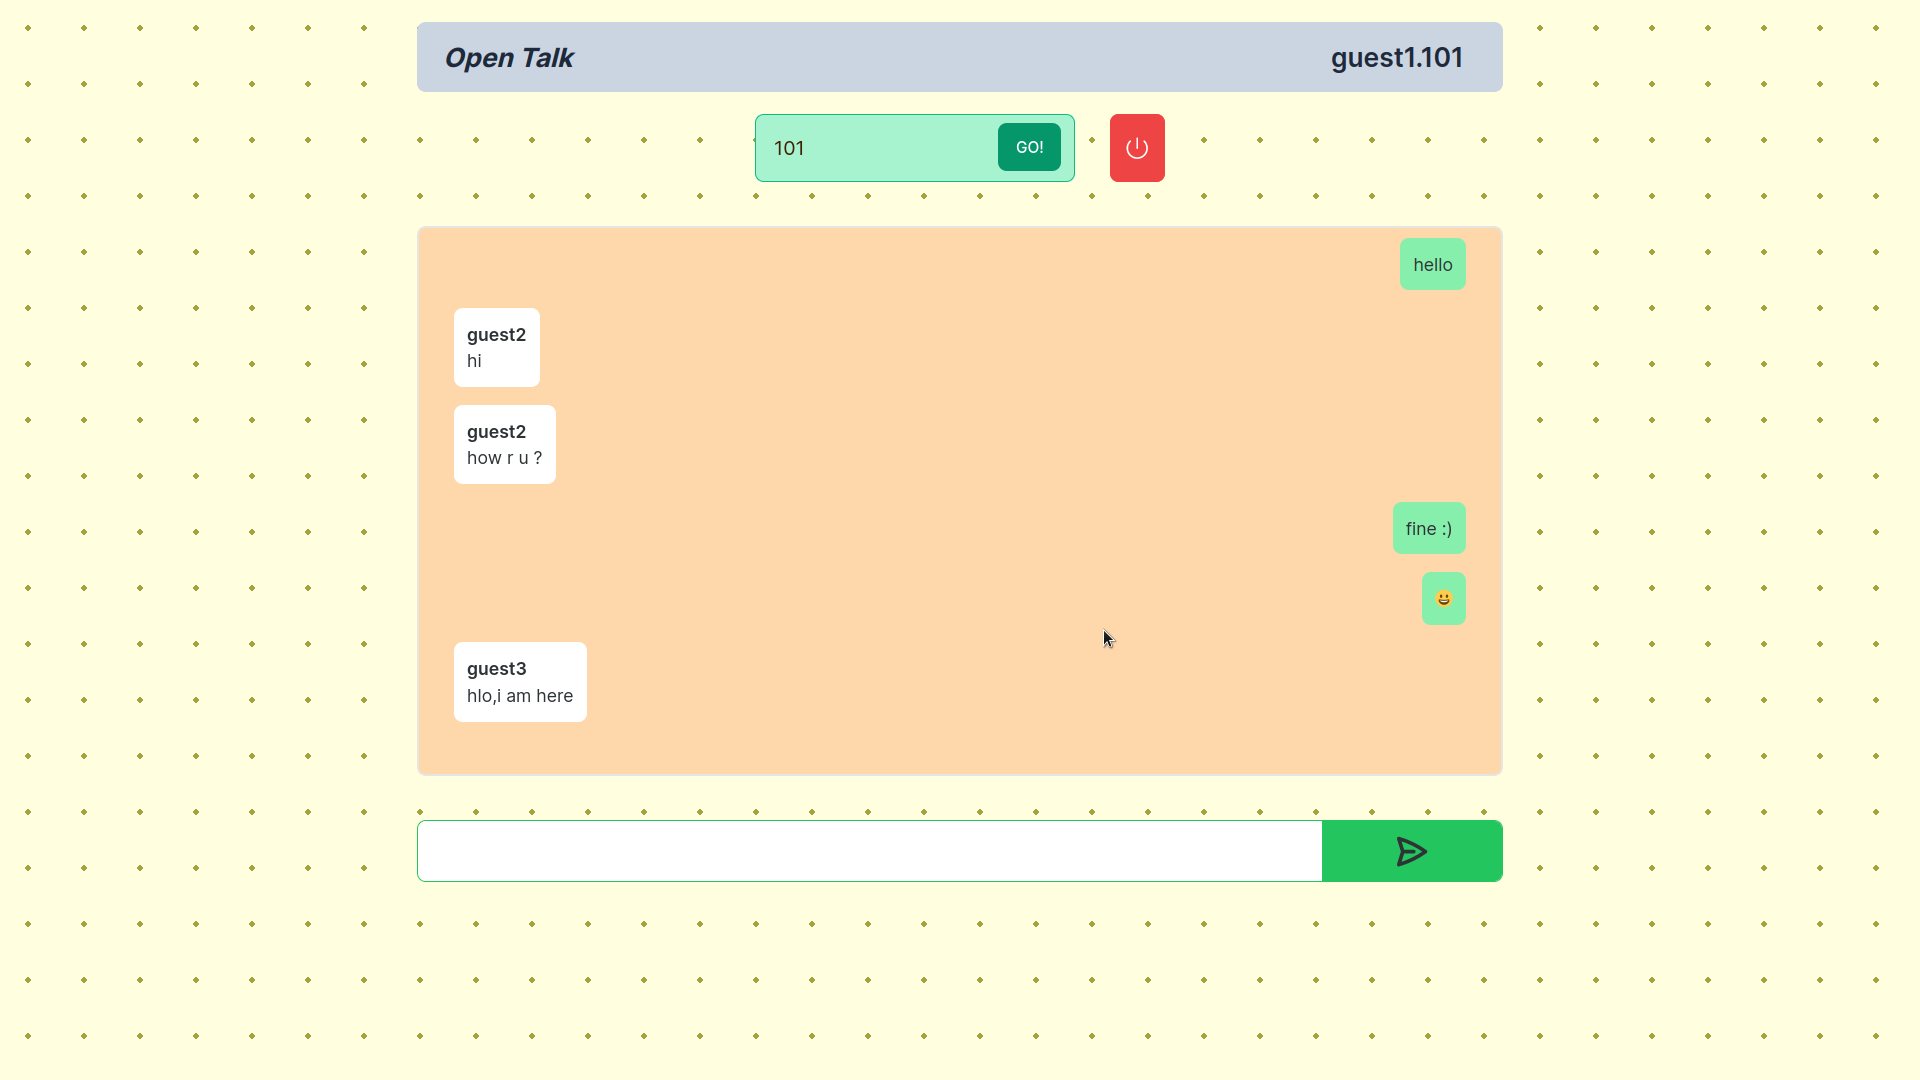 Open Talk
guest1.101
101
GO!
hello
guest2
hi
guest2
how r u ?
fine :)
😃
guest3
hlo,i am here